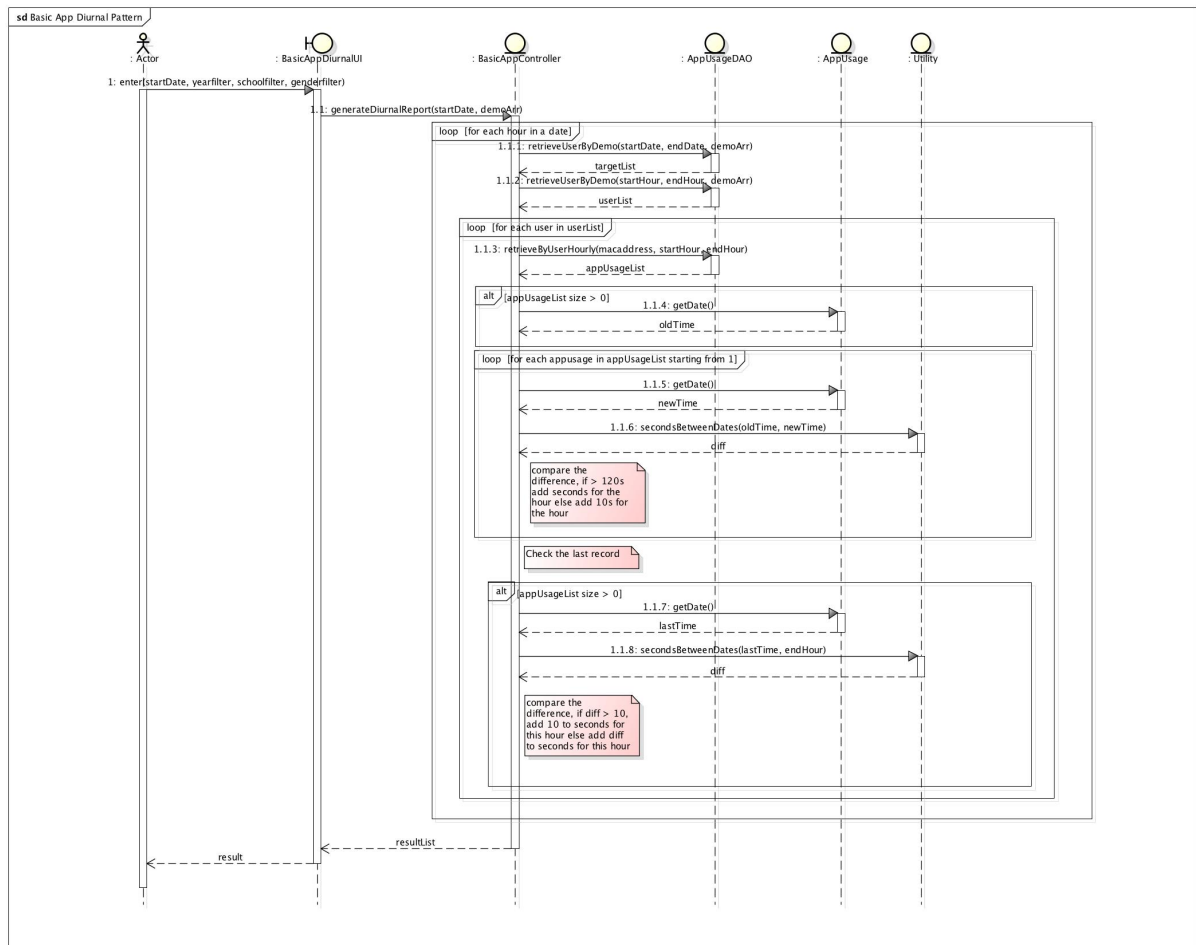 sd Basic App Diurnal Pattern
: Actor
: BasicAppDiurnalUI
: BasicAppController
: AppUsageDAO
: AppUsage
: Utility
1: enter(startDate, yearfilter, schoolfilter, genderfilter)
1.1: generateDiurnalReport(startDate, demoArr)
loop [for each hour in a date]
1.1.1: retrieveUserByDemo(startDate, endDate, demoArr)
targetList
1.1.2: retrieveUserByDemo(startHour, endHour, demoArr)
userList
loop [for each user in userList]
1.1.3: retrieveByUserHourly(macaddress, startHour, endHour)
appUsageList
alt [appUsageList size > 0]
1.1.4: getDate()
oldTime
loop [for each appusage in appUsageList starting from 1]
1.1.5: getDate()
newTime
1.1.6: secondsBetweenDates(oldTime, newTime)
diff
compare the
difference, if > 120s
add seconds for the
hour else add 10s for
the hour
Check the last record
alt [appUsageList size > 0]
1.1.7: getDate()
lastTime
1.1.8: secondsBetweenDates(lastTime, endHour)
diff
compare the
difference, if diff > 10,
add 10 to seconds for
this hour else add diff
to seconds for this hour
resultList
result